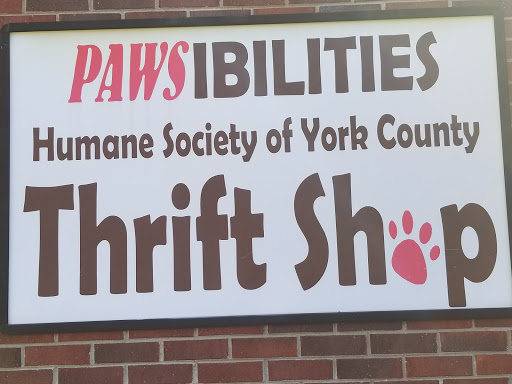 PAWSIBILITIES
Humane Society of York County
Thrift Shop